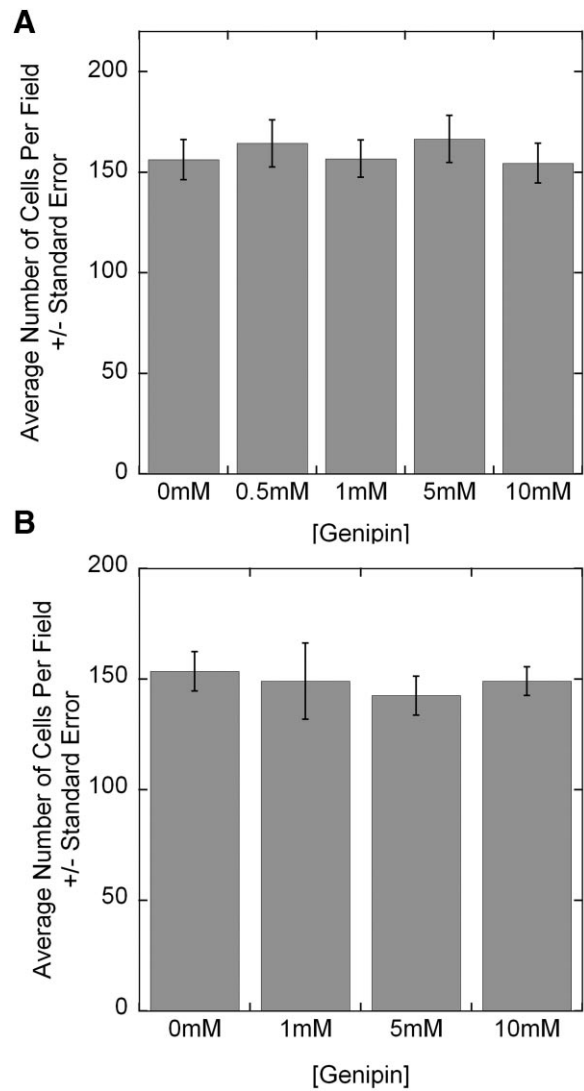 A
Average Number of Cells Per Field
+/- Standard Error
200
150
100
50
0
0mM 0.5mM 1mM 5mM 10mM
[Genipin]
B
Average Number of Cells Per Field
+/- Standard Error
200
150
100
50
0
0mM 1mM 5mM 10mM
[Genipin]